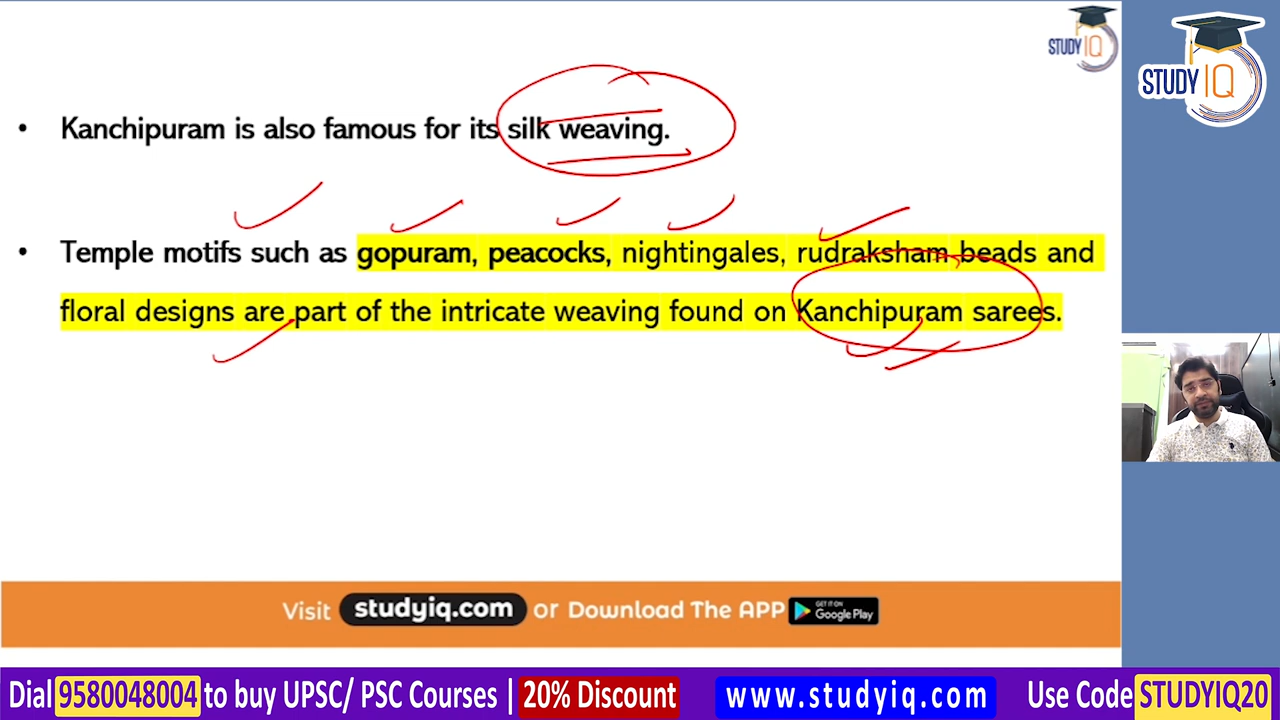 STUDY IQ
STUDY IQ
• Kanchipuram is also famous for its silk weaving.
• Temple motifs such as gopuram, peacocks, nightingales, rudraksham beads and
floral designs are part of the intricate weaving found on Kanchipuram sarees.
Visit studyiq.com or Download The APP GET IT ON Google Play
Dial 9580048004 to buy UPSC/ PSC Courses | 20% Discount www.studyiq.com Use Code STUDYIQ20